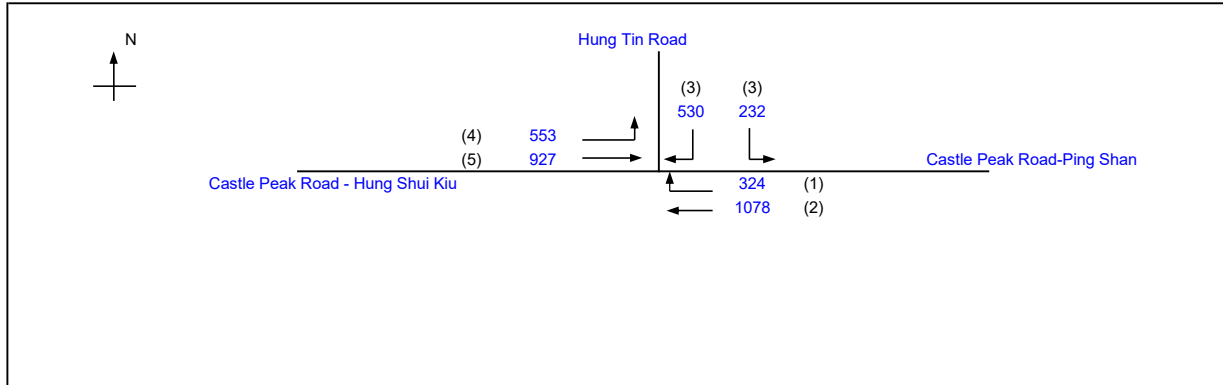 N
Hung Tin Road
(3) (3)
530 232
(4) 553
(5) 927
Castle Peak Road-Ping Shan
Castle Peak Road - Hung Shui Kiu
324 (1)
1078 (2)